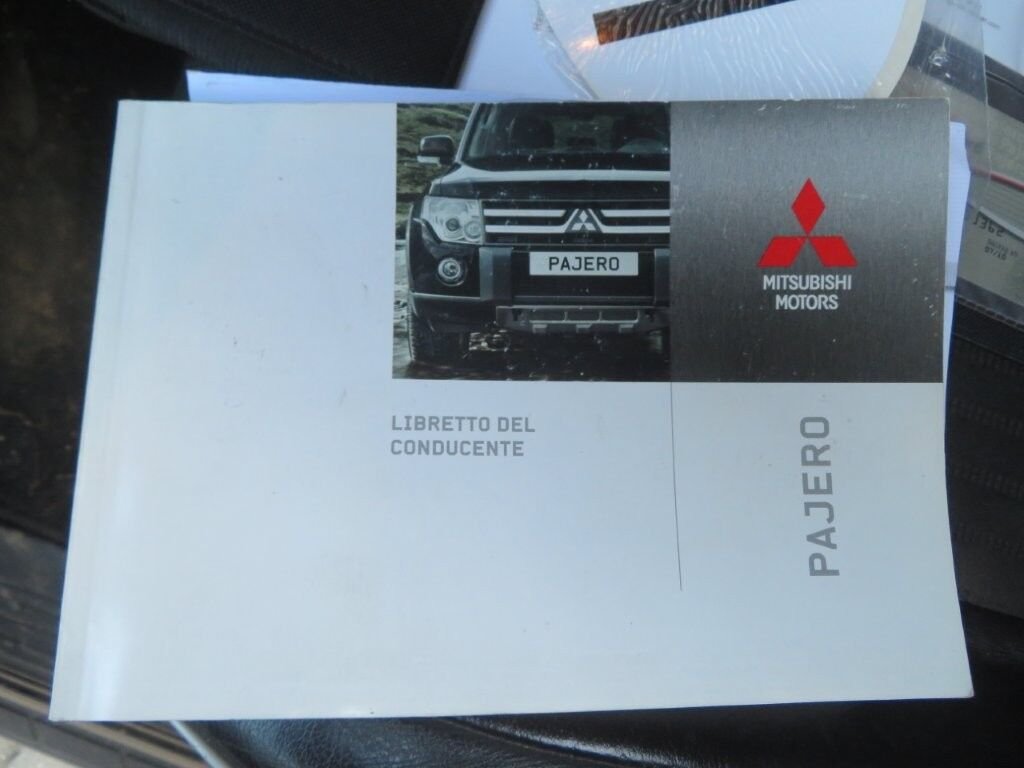 PAJERO
MITSUBISHI
MOTORS
LIBRETTO DEL
CONDUCENTE
PAJERO